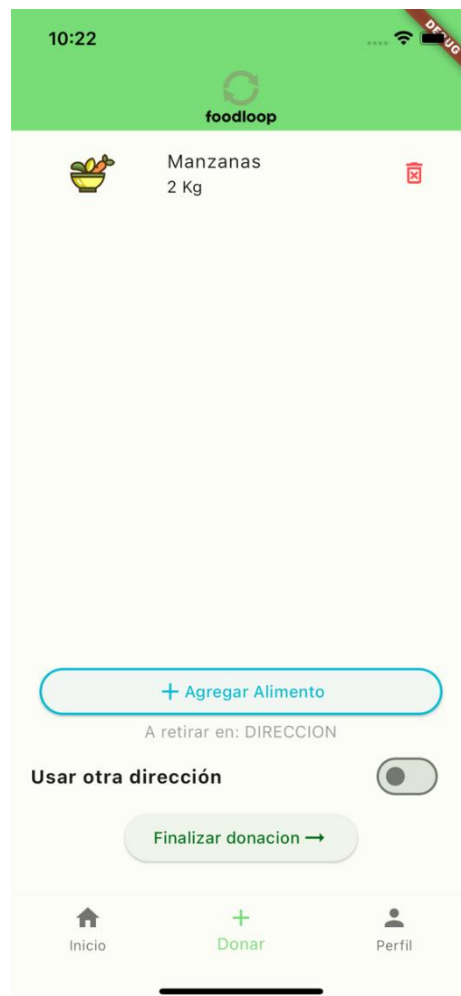 10:22
DEBUG
foodloop
Manzanas
2 Kg
+ Agregar Alimento
A retirar en: DIRECCION
Usar otra dirección
Finalizar donacion →
Inicio
Donar
Perfil